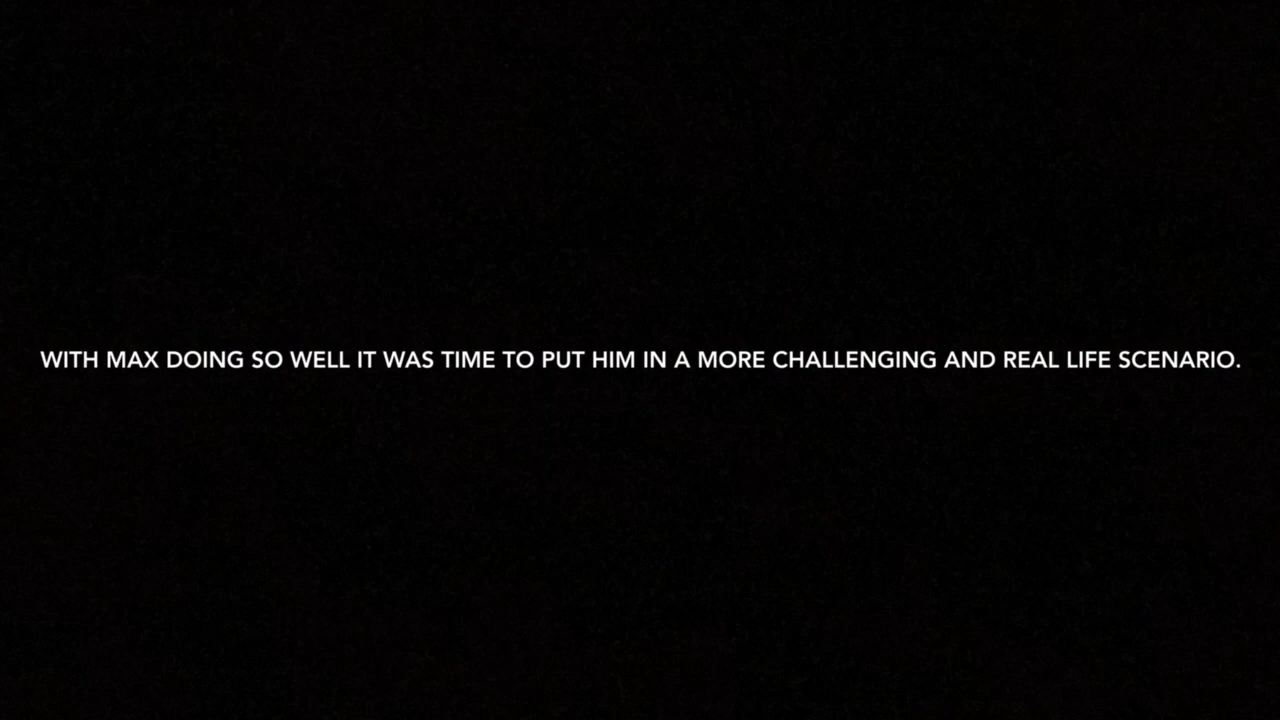 WITH MAX DOING SO WELL IT WAS TIME TO PUT HIM IN A MORE CHALLENGING AND REAL LIFE SCENARIO.